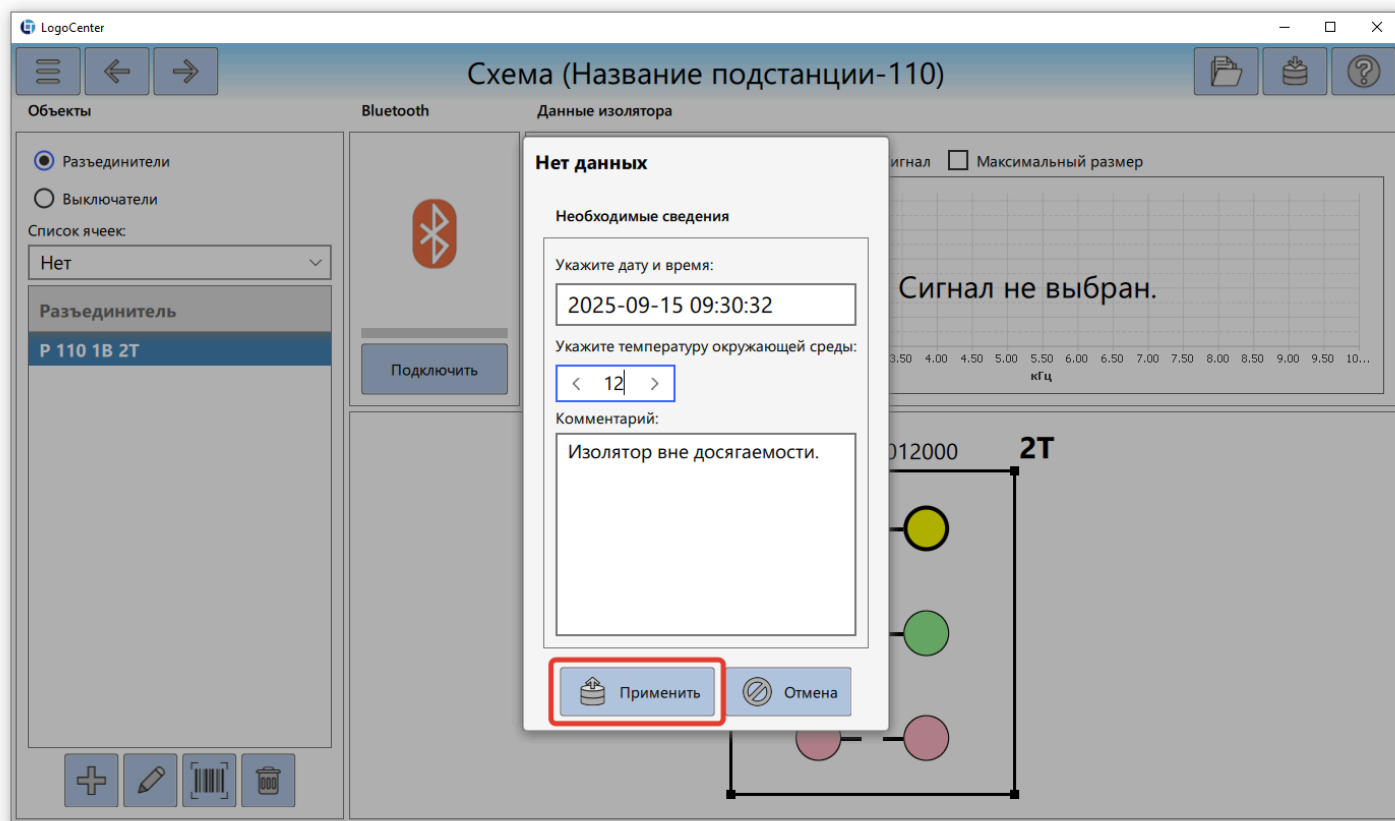 LogoCenter
Схема (Название подстанции-110)
Объекты
Bluetooth
Данные изолятора
Разъединители
Выключатели
Список ячеек:
Нет
Разъединитель
Р 110 1В 2Т
Подключить
игнал
Максимальный размер
Сигнал не выбран.
3.50 4.00 4.50 5.00 5.50 6.00 6.50 7.00 7.50 8.00 8.50 9.00 9.50 10...
кГц
Нет данных
Необходимые сведения
Укажите дату и время:
2025-09-15 09:30:32
Укажите температуру окружающей среды:
< 12 >
Комментарий:
Изолятор вне досягаемости.
Применить
Отмена
012000
2Т